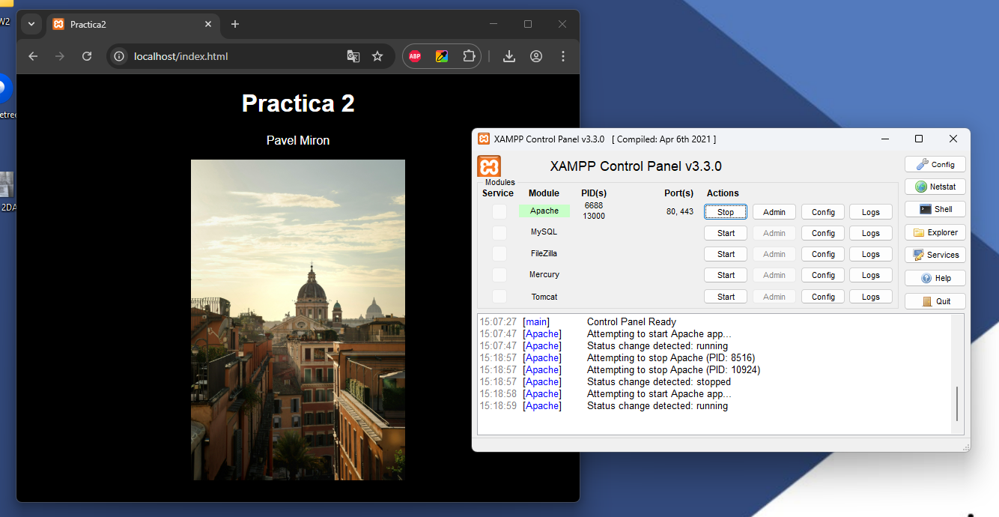 W2
etree
2DA
Practica2
localhost/index.html
ABP
Practica 2
Pavel Miron
XAMPP Control Panel v3.3.0 [ Compiled: Apr 6th 2021 ]
XAMPP Control Panel v3.3.0
Config
Modules
Service Module PID(s) Port(s) Actions
Netstat
Apache 6688 80, 443 Stop Admin Config Logs
13000
Shell
MySQL Start Admin Config Logs
Explorer
FileZilla Start Admin Config Logs
Services
Mercury Start Admin Config Logs
Help
Tomcat Start Admin Config Logs
Quit
15:07:27 [main] Control Panel Ready
15:07:47 [Apache] Attempting to start Apache app...
15:07:47 [Apache] Status change detected: running
15:18:57 [Apache] Attempting to stop Apache (PID: 8516)
15:18:57 [Apache] Attempting to stop Apache (PID: 10924)
15:18:57 [Apache] Status change detected: stopped
15:18:58 [Apache] Attempting to start Apache app...
15:18:59 [Apache] Status change detected: running